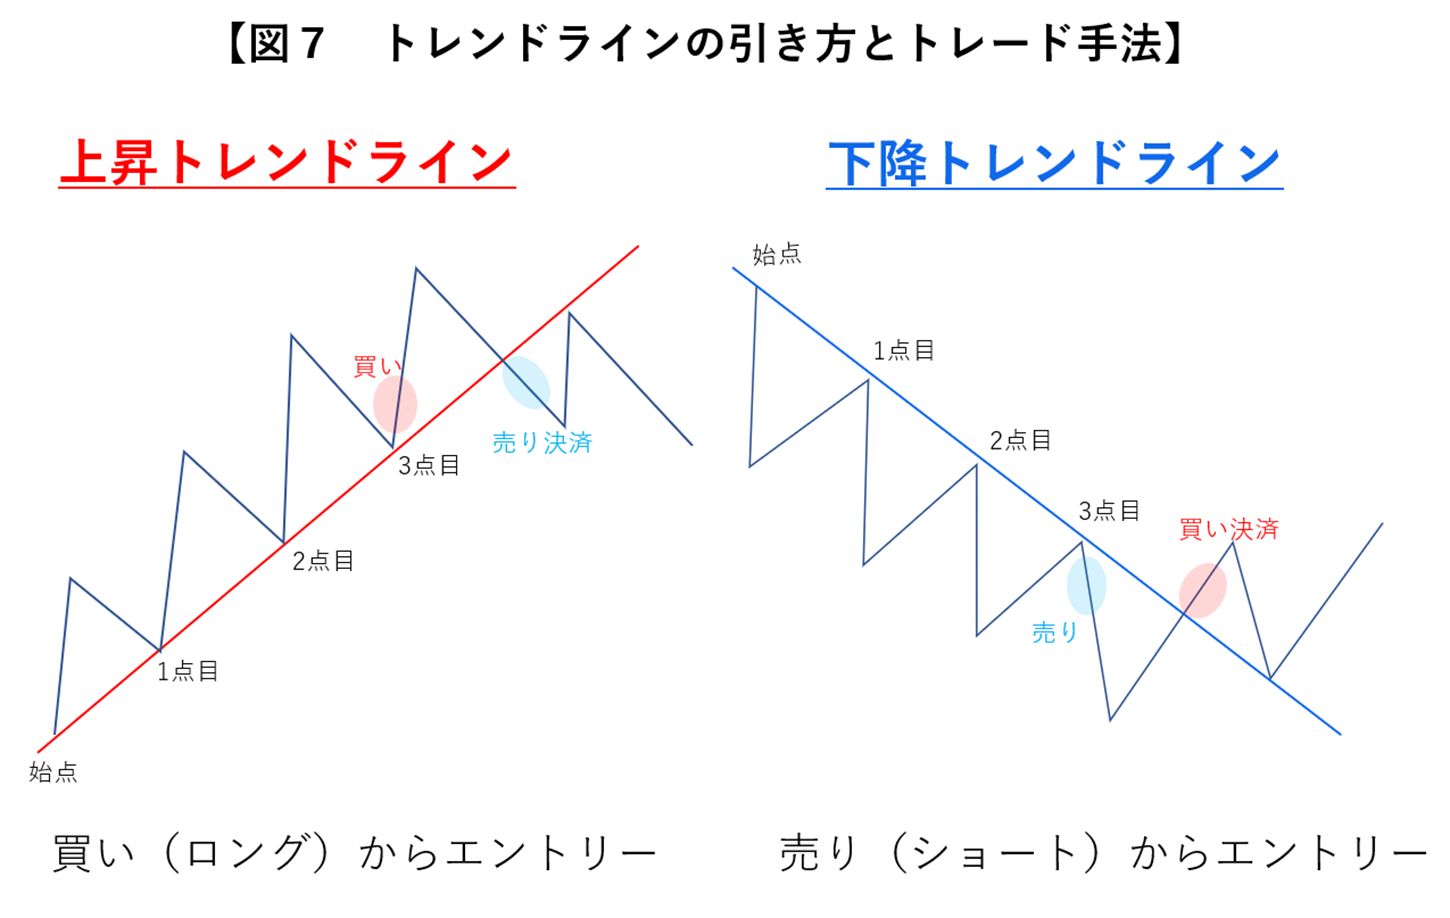 【図７　トレンドラインの引き方とトレード手法】
上昇トレンドライン
買い
売り決済
3点目
2点目
1点目
始点
買い（ロング）からエントリー
下降トレンドライン
始点
1点目
2点目
3点目
買い決済
売り
売り（ショート）からエントリー